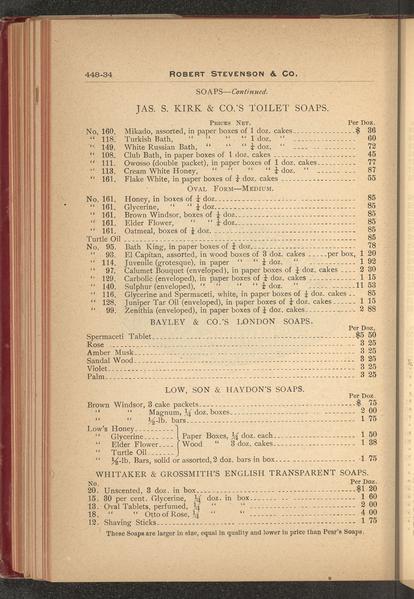 448-34 ROBERT STEVENSON & CO.
SOAPS—Continued.
JAS. S. KIRK & CO.'S TOILET SOAPS.
PRICES NET. Per Doz.
No. 160. Mikado, assorted, in paper boxes of 1 doz. cakes $ 36
" 118. Turkish Bath, " " " " 1 doz. " 60
" 149. White Russian Bath, " " " ¼ doz. " 72
" 108. Club Bath, in paper boxes of 1 doz. cakes 45
" 111. Owosso (double packet), in paper boxes of 1 doz. cakes 77
" 113. Cream White Honey, " " " ¼ doz. " 87
" 161. Flake White, in paper boxes of ¼ doz. cakes 55
OVAL FORM—MEDIUM.
No. 161. Honey, in boxes of ¼ doz. 85
" 161. Glycerine, " " ¼ doz. 85
" 161. Brown Windsor, boxes of ¼ doz. 85
" 161. Elder Flower, " " ¼ doz. 85
" 161. Oatmeal, boxes of ¼ doz. 85
Turtle Oil 85
No. 95. Bath King, in paper boxes of ¼ doz. 78
" 93. El Capitan, assorted, in wood boxes of 3 doz. cakes per box, 1 20
" 114. Juvenile (grotesque), in paper " ¼ doz. " 1 92
" 97. Calumet Bouquet (enveloped), in paper boxes of ¼ doz. cakes 2 30
" 129. Carbolic (enveloped), in paper boxes of ¼ doz. cakes 1 15
" 140. Sulphur (enveloped), " " " " ¼ doz. " 11 53
" 116. Glycerine and Spermaceti, white, in paper boxes of ¼ doz. cakes 85
" 128. Juniper Tar Oil (enveloped), in paper boxes of ¼ doz. cakes 1 15
" 99. Zenithia (enveloped), in paper boxes of ¼ doz. cakes 2 88
BAYLEY & CO.'S LONDON SOAPS.
Per Doz.
Spermaceti Tablet $5 50
Rose 3 25
Amber Musk 3 25
Sandal Wood 3 25
Violet 3 25
Palm 3 25
LOW, SON & HAYDON'S SOAPS.
Per Doz.
Brown Windsor, 3 cake packets $ 75
" " Magnum, ¼ doz. boxes 2 00
" " ½-lb. bars 1 75
Low's Honey
" Glycerine Paper Boxes, ¼ doz. each 1 50
" Elder Flower Wood " 3 doz. cakes 1 38
" Turtle Oil
" ½-lb. Bars, solid or assorted, 2 doz. bars in box 1 75
WHITAKER & GROSSMITH'S ENGLISH TRANSPARENT SOAPS.
No. Per Doz.
20. Unscented, 3 doz. in box $1 20
15. 30 per cent. Glycerine, ¼ doz. in box 1 60
13. Oval Tablets, perfumed, ¼ " " 2 00
18. " " Otto of Rose, ¼ " " 4 00
12. Shaving Sticks 1 75
These Soaps are larger in size, equal in quality and lower in price than Pear's Soaps.